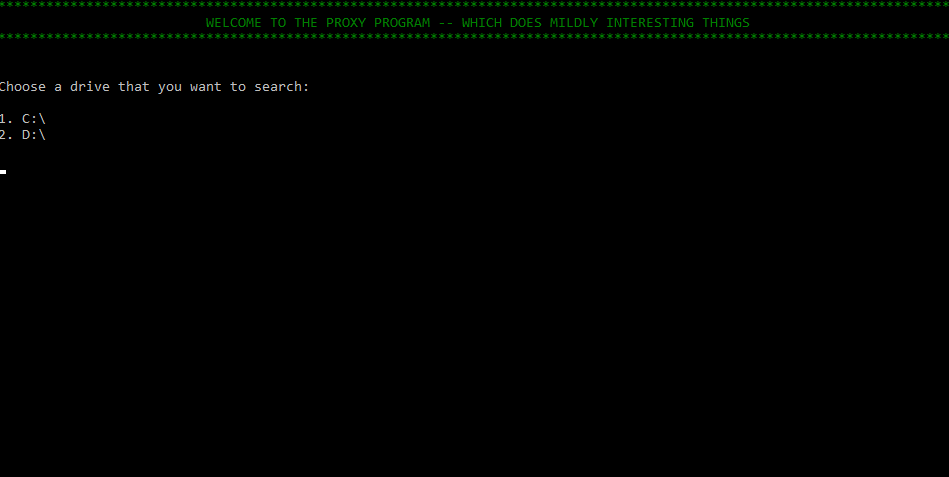 ***********************************************************************************************************************
WELCOME TO THE PROXY PROGRAM -- WHICH DOES MILDLY INTERESTING THINGS
***********************************************************************************************************************
Choose a drive that you want to search:
1. C:\
2. D:\